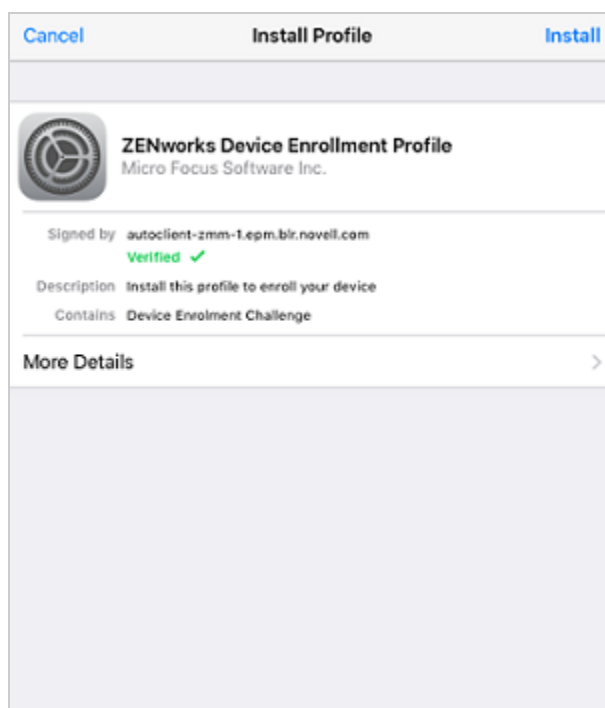 Cancel Install Profile Install
ZENworks Device Enrollment Profile
Micro Focus Software Inc.
Signed by autoclient-zmm-1.epm.blr.novell.com
Verified ✓
Description Install this profile to enroll your device
Contains Device Enrolment Challenge
More Details